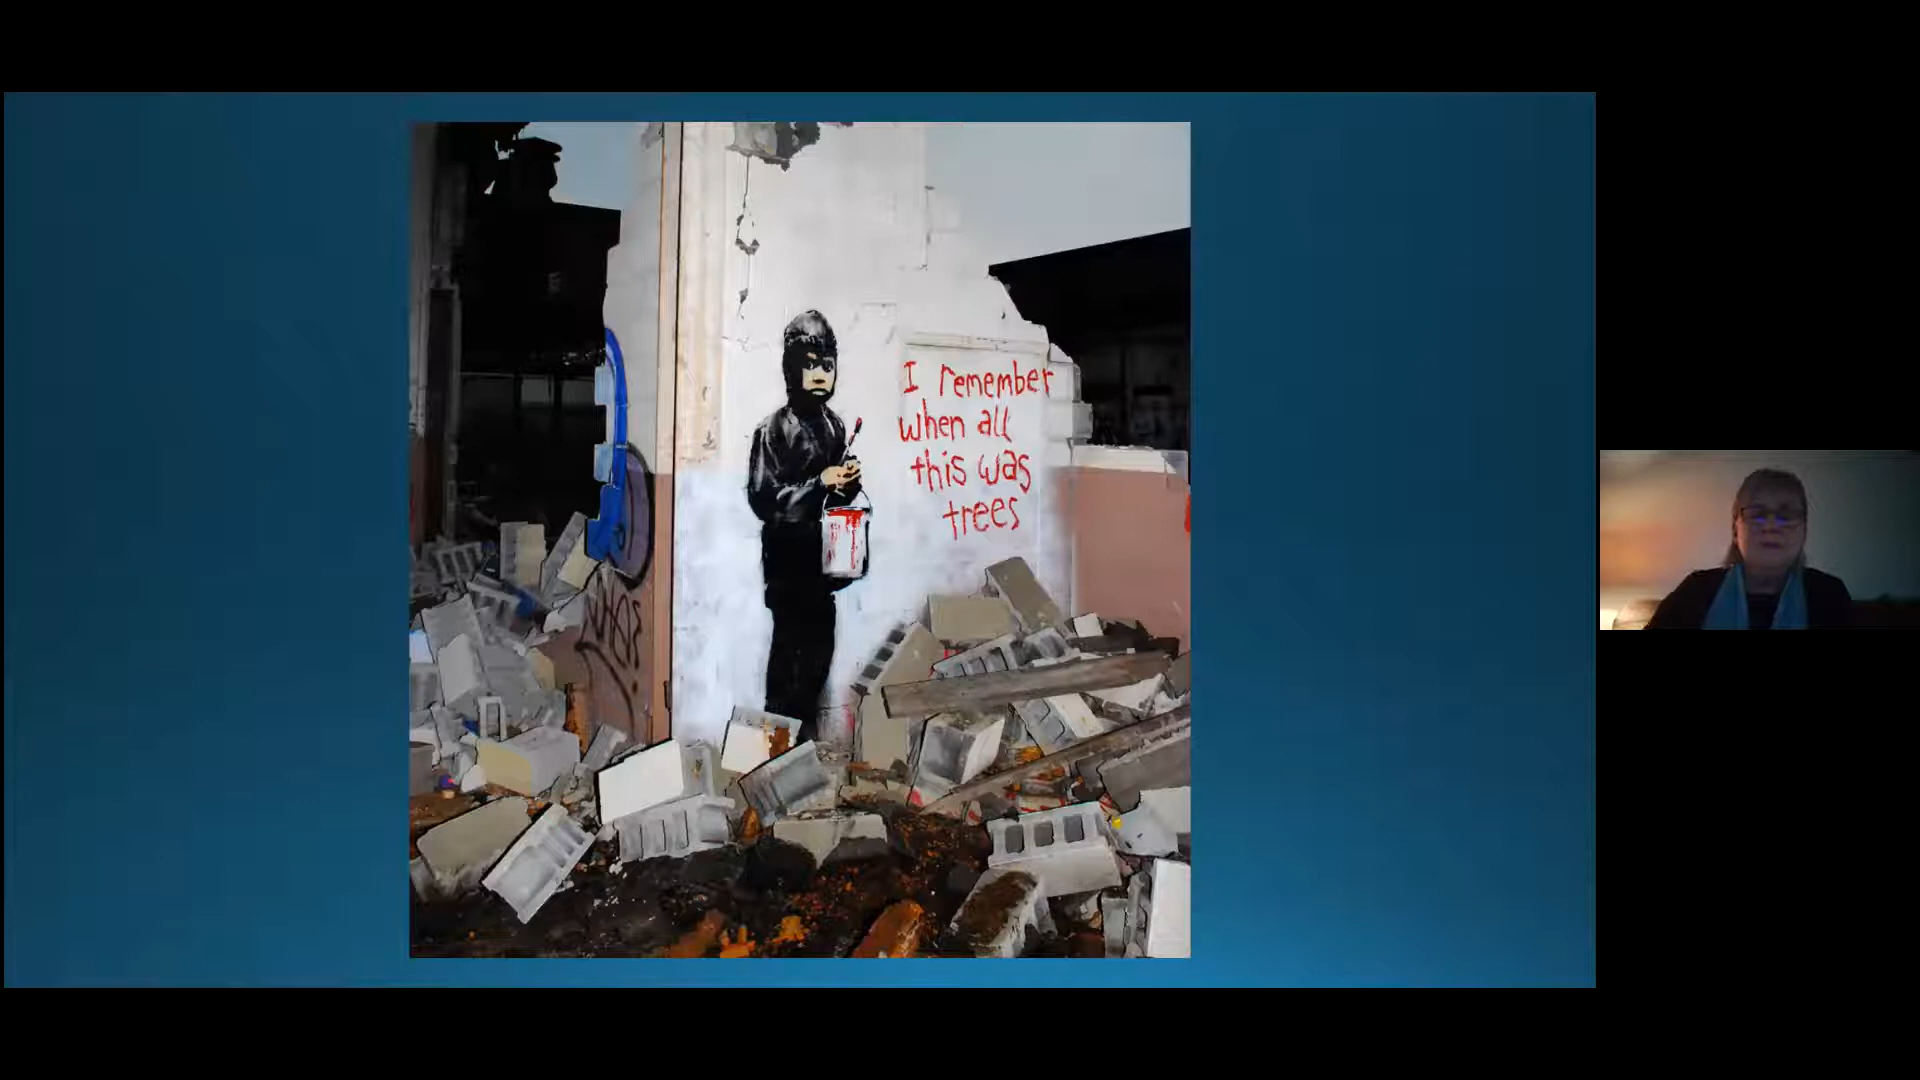 I remember
when all
this was
trees